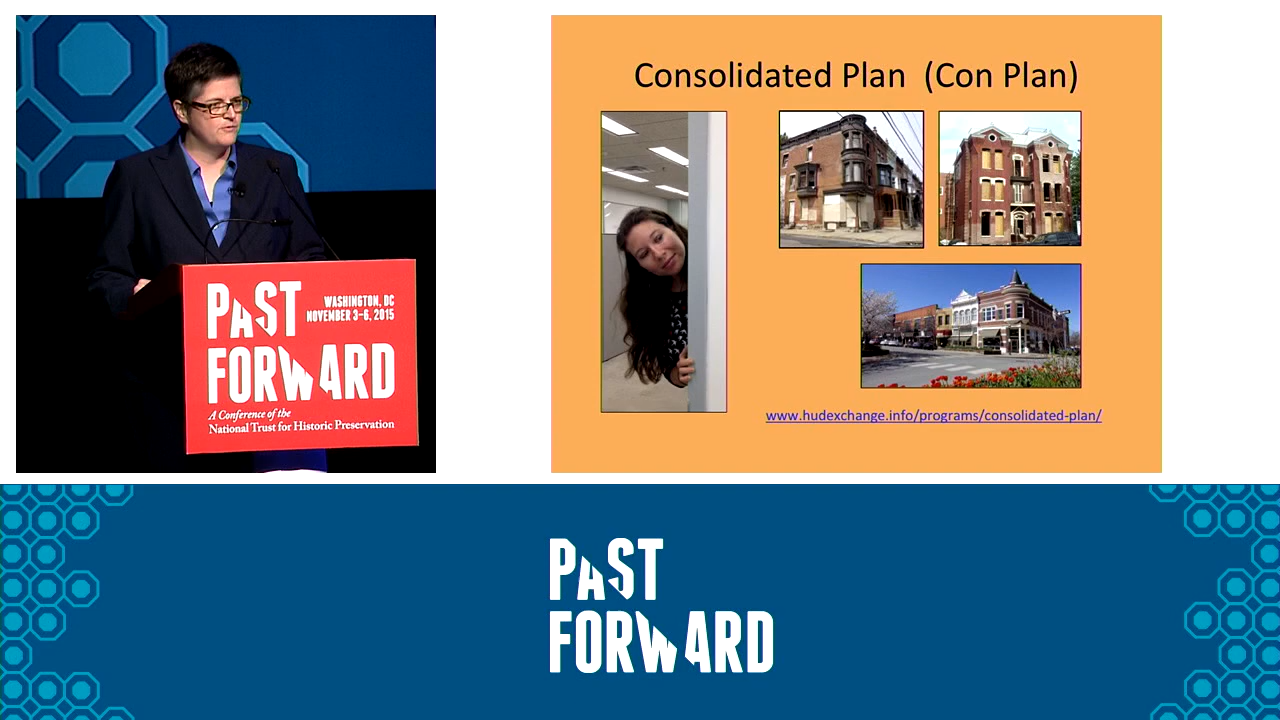 PAST
FORWARD
WASHINGTON, DC
NOVEMBER 3–6, 2015
A Conference of the
National Trust for Historic Preservation
Consolidated Plan (Con Plan)
www.hudexchange.info/programs/consolidated-plan/
PAST
FORWARD